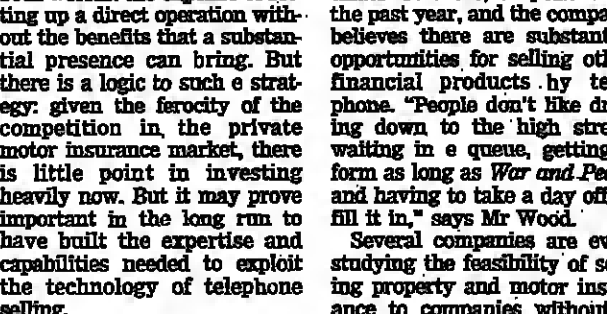 ting up a direct operation with-
out the benefits that a substan-
tial presence can bring. But
there is a logic to such e strat-
egy: given the ferocity of the
competition in, the private
motor insurance market, there
is little point in investing
heavily now. But it may prove
important in the long run to
have built the expertise and
capabilities needed to exploit
the technology of telephone
selling.
the past year, and the compa
believes there are substant
opportunities for selling oth
financial products . hy te
phone. "People don't like dr
ing down to the high stre
waiting in e queue, getting
form as long as War and Pea
and having to take a day off
fill it in," says Mr Wood.
Several companies are ev
studying the feasibility of se
ing property and motor ins
ance to companies without